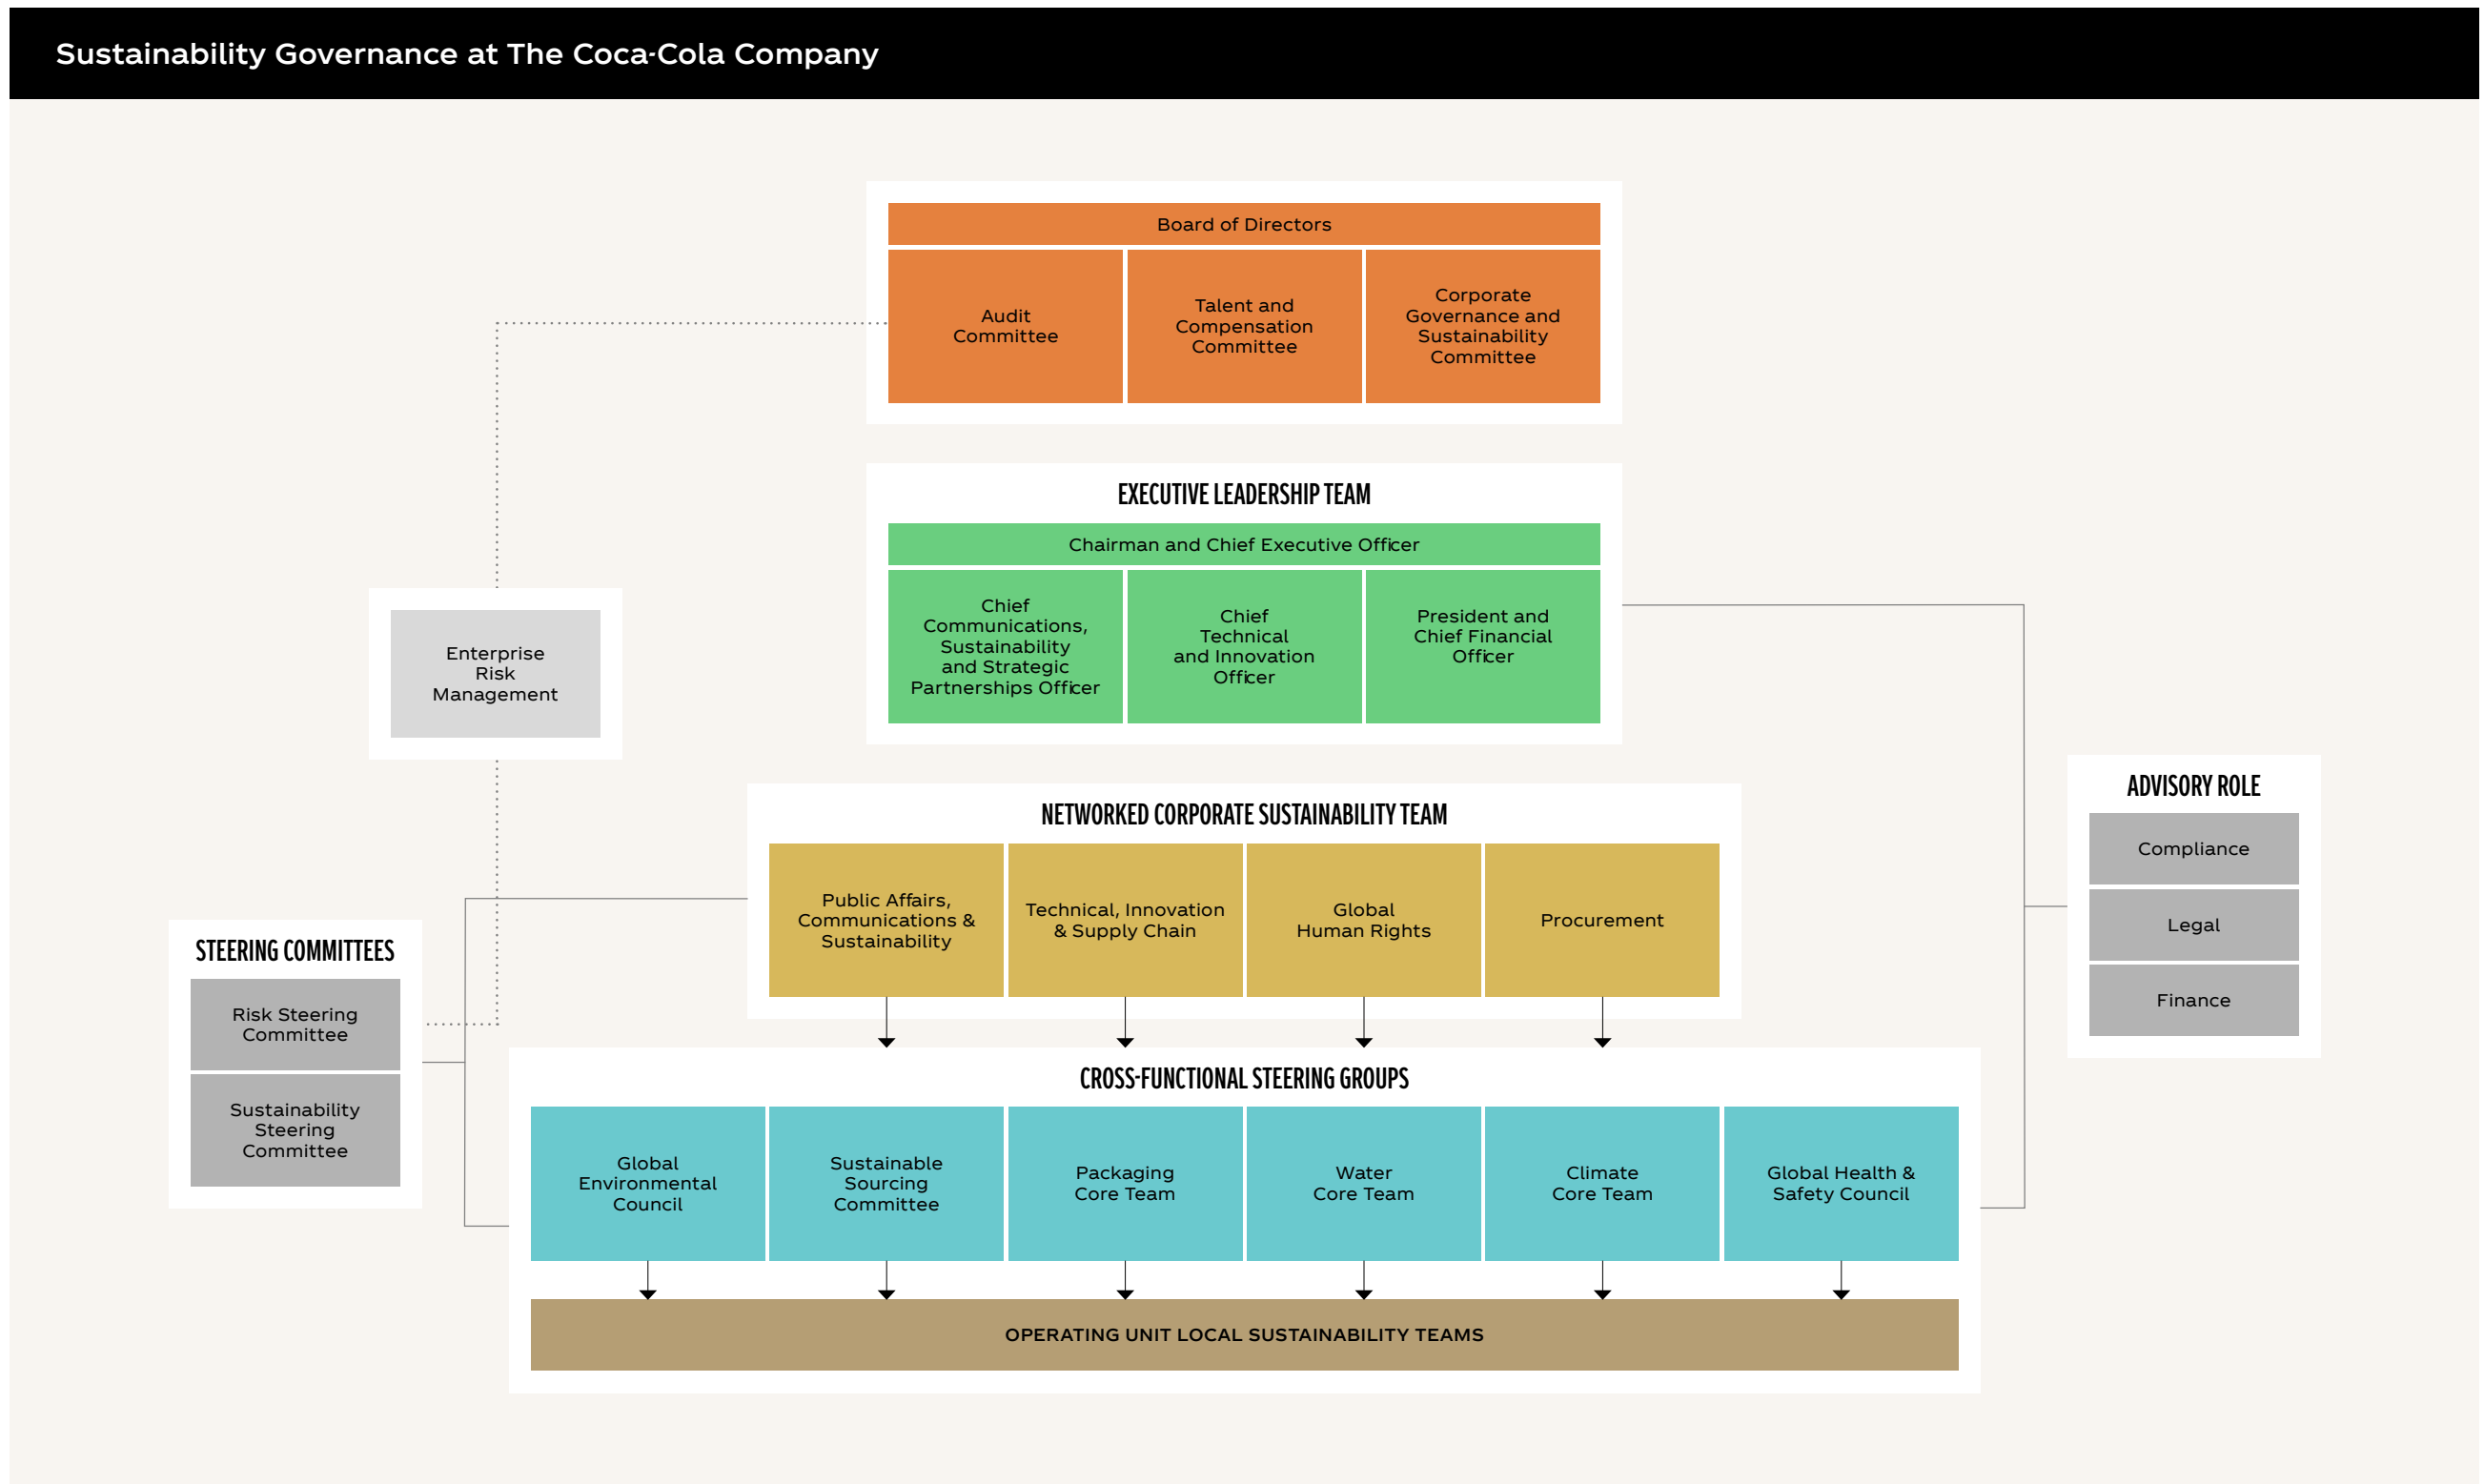 Sustainability Governance at The Coca-Cola Company
Board of Directors
Audit
Committee
Talent and
Compensation
Committee
Corporate
Governance and
Sustainability
Committee
EXECUTIVE LEADERSHIP TEAM
Chairman and Chief Executive Officer
Chief
Communications,
Sustainability
and Strategic
Partnerships Officer
Chief
Technical
and Innovation
Officer
President and
Chief Financial
Officer
Enterprise
Risk
Management
NETWORKED CORPORATE SUSTAINABILITY TEAM
Public Affairs,
Communications &
Sustainability
Technical, Innovation
& Supply Chain
Global
Human Rights
Procurement
ADVISORY ROLE
Compliance
Legal
Finance
STEERING COMMITTEES
Risk Steering
Committee
Sustainability
Steering
Committee
CROSS-FUNCTIONAL STEERING GROUPS
Global
Environmental
Council
Sustainable
Sourcing
Committee
Packaging
Core Team
Water
Core Team
Climate
Core Team
Global Health &
Safety Council
OPERATING UNIT LOCAL SUSTAINABILITY TEAMS